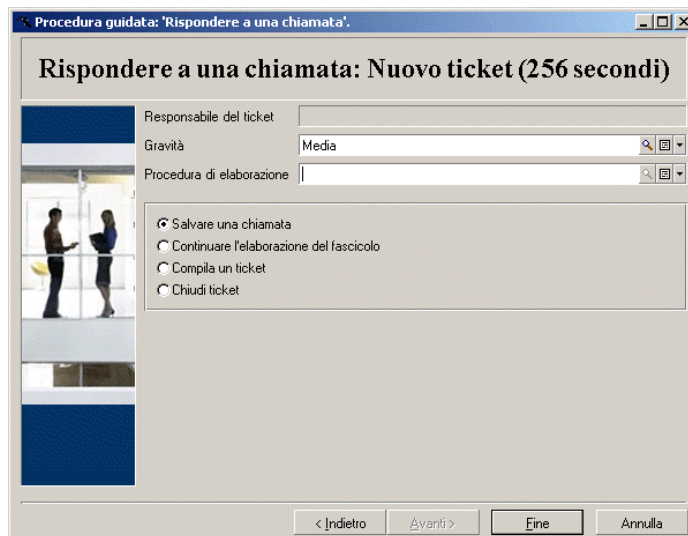 Procedura guidata: 'Rispondere a una chiamata'.
Rispondere a una chiamata: Nuovo ticket (256 secondi)
Responsabile del ticket
Gravità Media
Procedura di elaborazione
Salvare una chiamata
Continuare l'elaborazione del fascicolo
Compila un ticket
Chiudi ticket
< Indietro Avanti > Fine Annulla